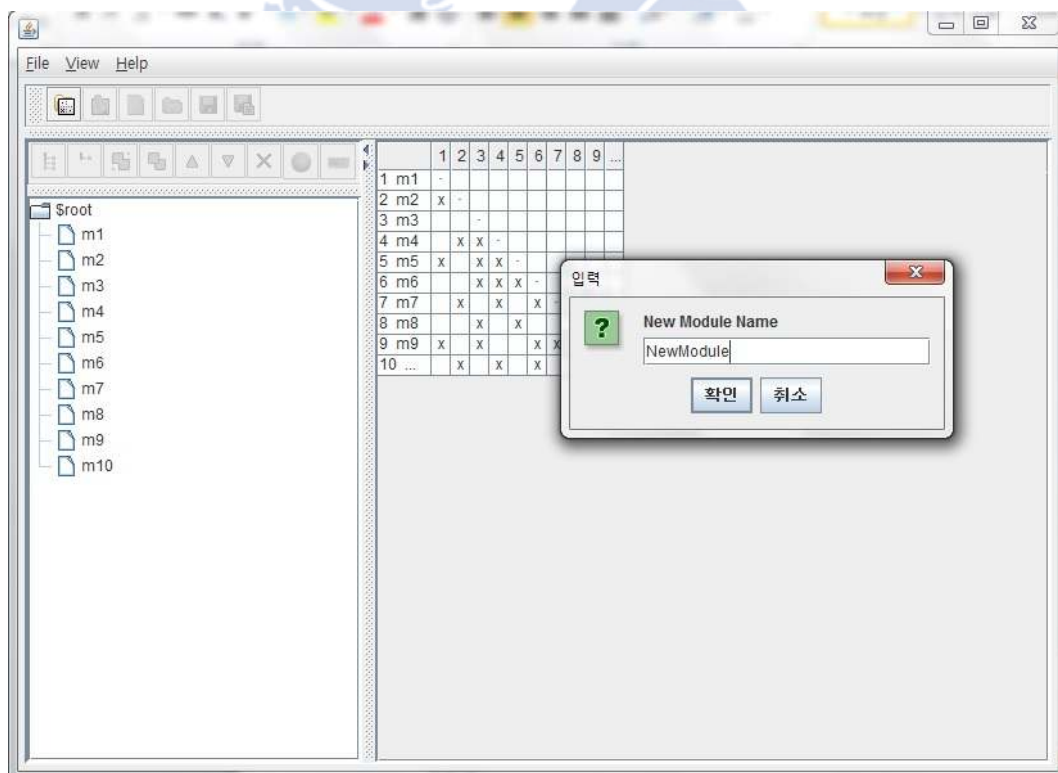 File View Help
1 2 3 4 5 6 7 8 9 ...
1 m1 -
2 m2 x -
3 m3 -
4 m4 x x -
5 m5 x x x -
6 m6 x x x -
7 m7 x x x -
8 m8 x x
9 m9 x x x x
10 ... x x x
$root
m1
m2
m3
m4
m5
m6
m7
m8
m9
m10
입력
New Module Name
NewModule
확인 취소